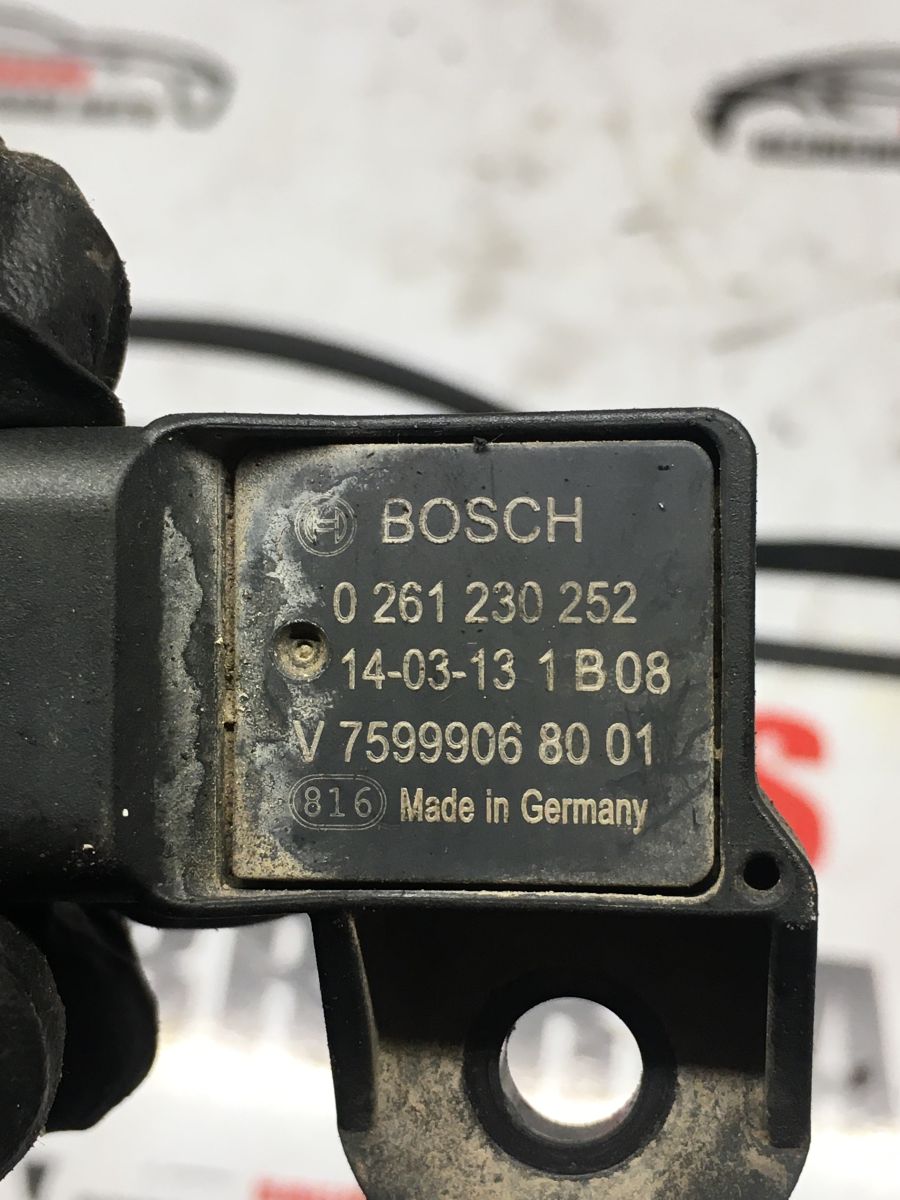 BOSCH
0 261 230 252
14-03-13 1 B 08
V 7599906 80 01
816 Made in Germany